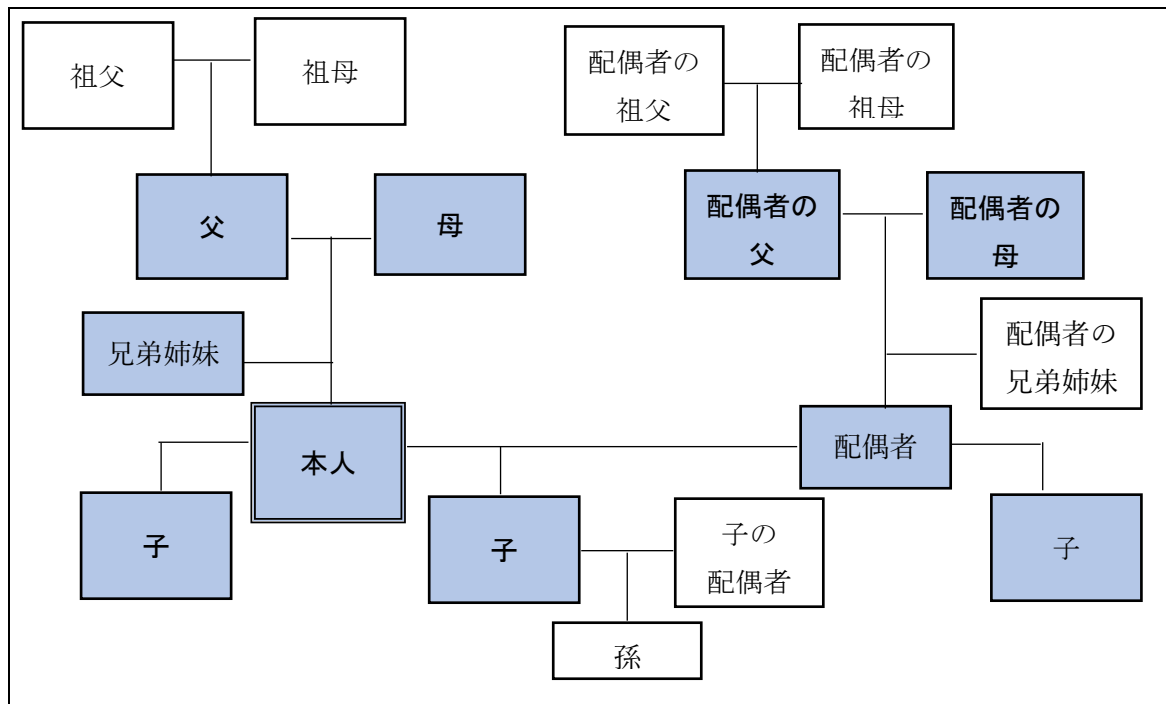 祖父
祖母
配偶者の
祖父
配偶者の
祖母
父
母
配偶者の
父
配偶者の
母
兄弟姉妹
配偶者の
兄弟姉妹
本人
配偶者
子
子
子の
配偶者
子
孫